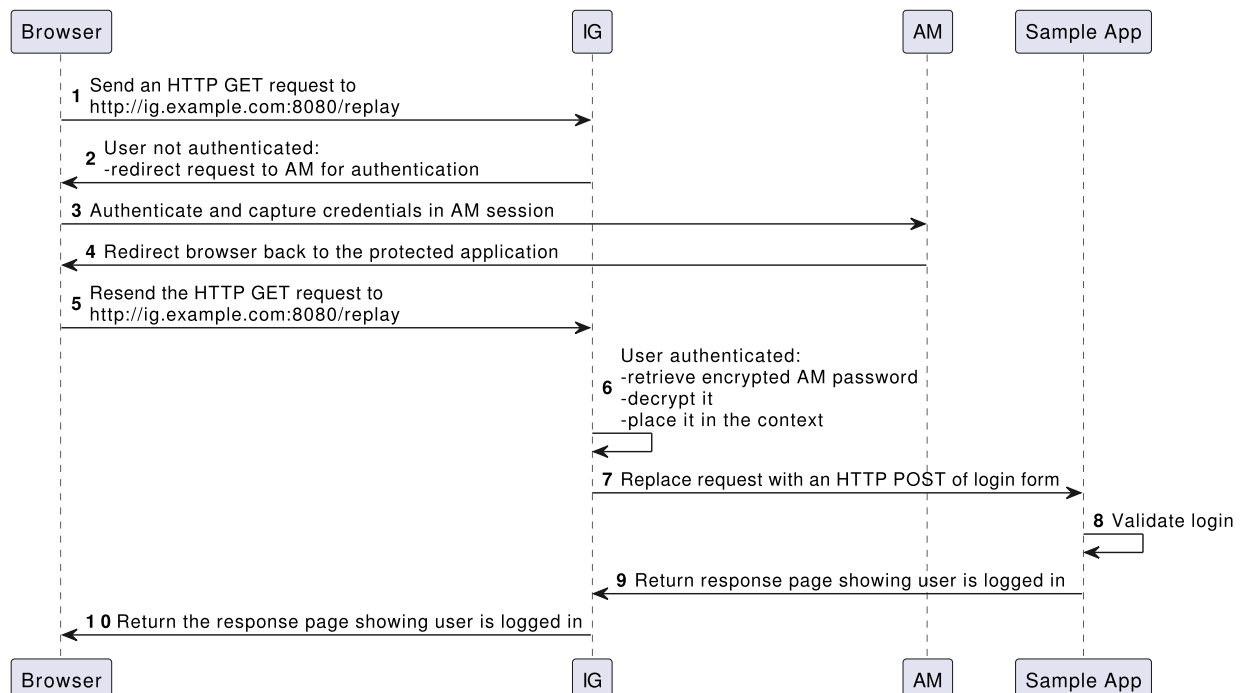 Browser IG AM Sample App
1 Send an HTTP GET request to
http://ig.example.com:8080/replay
2 User not authenticated:
-redirect request to AM for authentication
3 Authenticate and capture credentials in AM session
4 Redirect browser back to the protected application
5 Resend the HTTP GET request to
http://ig.example.com:8080/replay
6 User authenticated:
-retrieve encrypted AM password
-decrypt it
-place it in the context
7 Replace request with an HTTP POST of login form
8 Validate login
9 Return response page showing user is logged in
10 Return the response page showing user is logged in
Browser IG AM Sample App